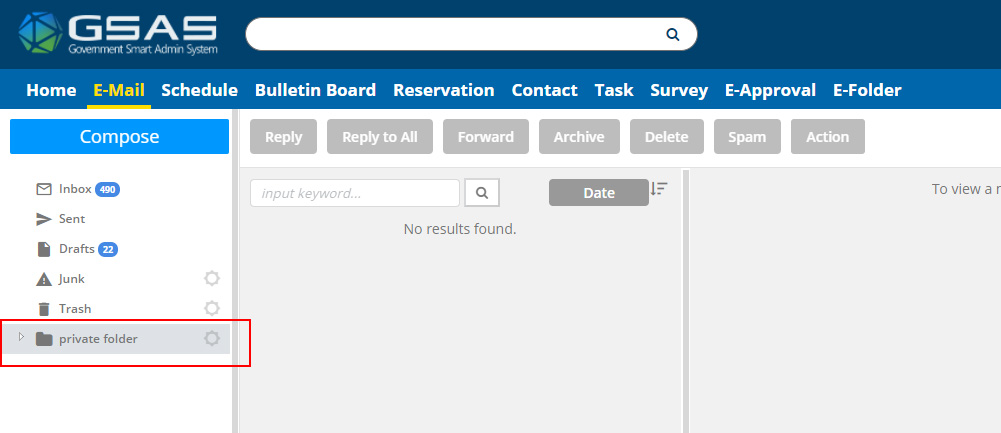 GSAS
Government Smart Admin System
Home E-Mail Schedule Bulletin Board Reservation Contact Task Survey E-Approval E-Folder
Compose
Reply Reply to All Forward Archive Delete Spam Action
Inbox 490
Sent
Drafts 22
Junk
Trash
private folder
input keyword... Date
No results found.
To view a